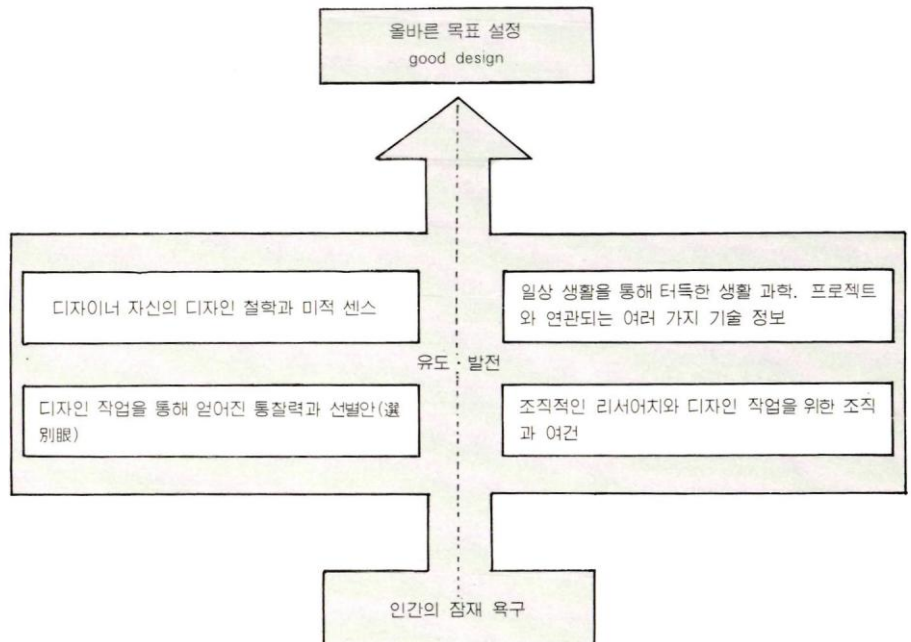 올바른 목표 설정
good design
디자이너 자신의 디자인 철학과 미적 센스
일상 생활을 통해 터득한 생활 과학. 프로젝트
와 연관되는 여러 가지 기술 정보
유도·발전
디자인 작업을 통해 얻어진 통찰력과 선별안(選
別眼)
조직적인 리서어치와 디자인 작업을 위한 조직
과 여건
인간의 잠재 욕구